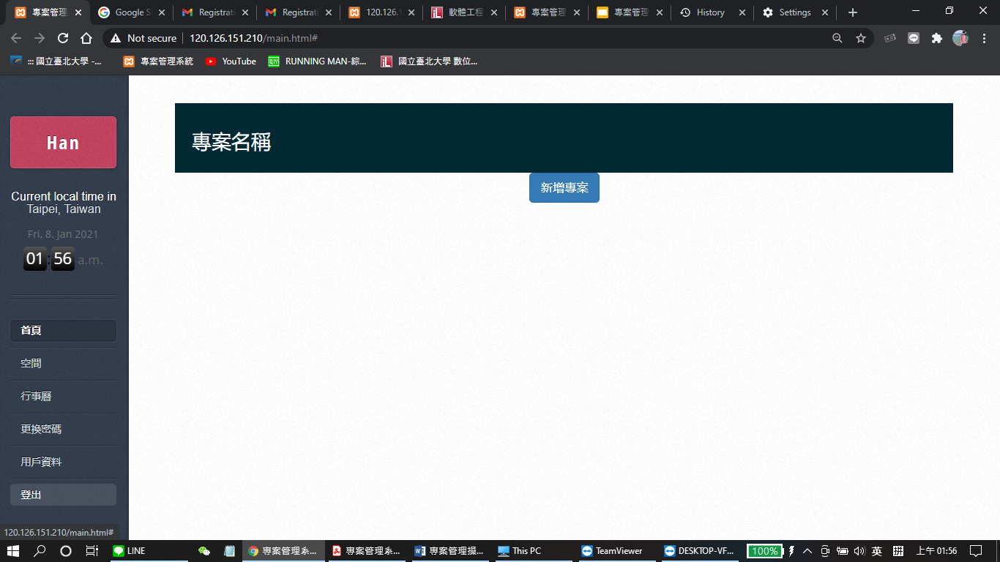 專案管理
Google S
Registrati
Registrati
120.126.1
軟體工程
專案管理
專案管理
History
Settings
Not secure
120.126.151.210/main.html#
::: 國立臺北大學 -...
專案管理系統
YouTube
RUNNING MAN-綜...
國立臺北大學 數位...
Han
Current local time in
Taipei, Taiwan
Fri, 8. Jan 2021
01:56 a.m.
首頁
空間
行事曆
更換密碼
用戶資料
登出
專案名稱
新增專案
120.126.151.210/main.html#
LINE
專案管理系...
專案管理系...
專案管理操...
This PC
TeamViewer
DESKTOP-VF...
100%
英
拼
上午 01:56